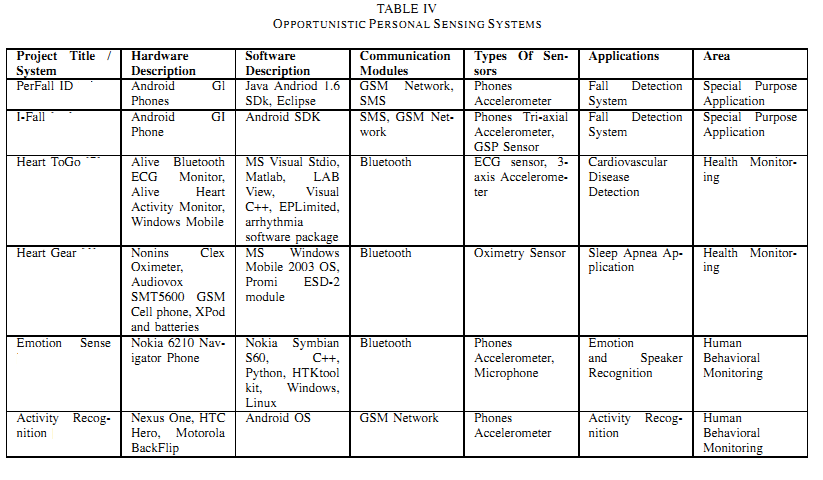 TABLE IV
OPPORTUNISTIC PERSONAL SENSING SYSTEMS
Project Title /
System
Hardware
Description
Software
Description
Communication
Modules
Types Of Sen-
sors
Applications
Area
PerFall ID
Android Gl
Phones
Java Andriod 1.6
SDk, Eclipse
GSM Network,
SMS
Phones
Accelerometer
Fall Detection
System
Special Purpose
Application
I-Fall
Android GI
Phone
Android SDK
SMS, GSM Net-
work
Phones Tri-axial
Accelerometer,
GSP Sensor
Fall Detection
System
Special Purpose
Application
Heart ToGo
Alive Bluetooth
ECG Monitor,
Alive Heart
Activity Monitor,
Windows Mobile
MS Visual Stdio,
Matlab, LAB
View, Visual
C++, EPLimited,
arrhythmia
software package
Bluetooth
ECG sensor, 3-
axis Accelerome-
ter
Cardiovascular
Disease
Detection
Health Monitor-
ing
Heart Gear
Nonins Clex
Oximeter,
Audiovox
SMT5600 GSM
Cell phone, XPod
and batteries
MS Windows
Mobile 2003 OS,
Promi ESD-2
module
Bluetooth
Oximetry Sensor
Sleep Apnea Ap-
plication
Health Monitor-
ing
Emotion Sense
Nokia 6210 Nav-
igator Phone
Nokia Symbian
S60, C++,
Python, HTKtool
kit, Windows,
Linux
Bluetooth
Phones
Accelerometer,
Microphone
Emotion
and Speaker
Recognition
Human
Behavioral
Monitoring
Activity Recog-
nition
Nexus One, HTC
Hero, Motorola
BackFlip
Android OS
GSM Network
Phones
Accelerometer
Activity Recog-
nition
Human
Behavioral
Monitoring